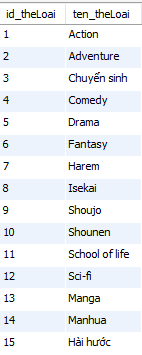 id_theLoai ten_theLoai
1 Action
2 Adventure
3 Chuyển sinh
4 Comedy
5 Drama
6 Fantasy
7 Harem
8 Isekai
9 Shoujo
10 Shounen
11 School of life
12 Sci-fi
13 Manga
14 Manhua
15 Hài hước